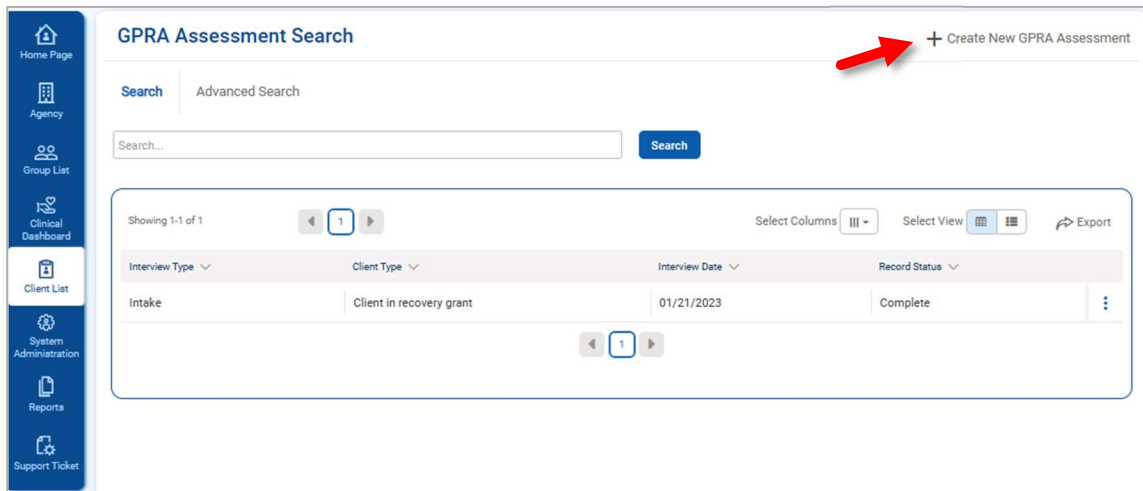 Home Page
Agency
Group List
Clinical
Dashboard
Client List
System
Administration
Reports
Support Ticket
GPRA Assessment Search
Create New GPRA Assessment
Search Advanced Search
Search... Search
Showing 1-1 of 1 1 Select Columns Select View Export
Interview Type Client Type Interview Date Record Status
Intake Client in recovery grant 01/21/2023 Complete
1